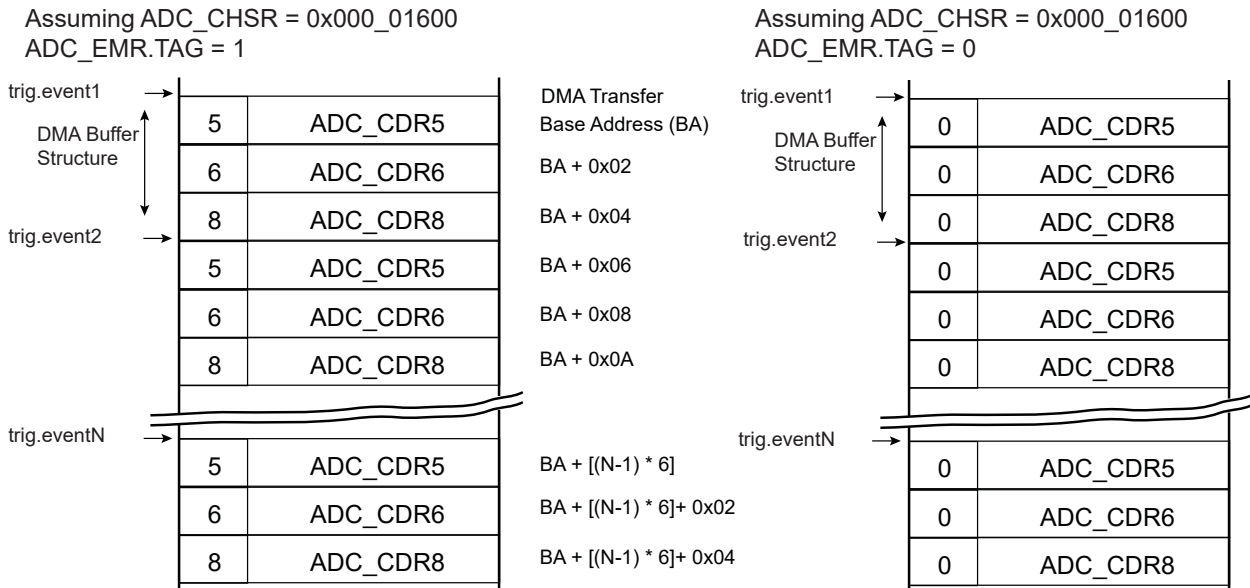 Assuming ADC_CHSR = 0x000_01600
ADC_EMR.TAG = 1
trig.event1
DMA Buffer
Structure
5 ADC_CDR5
6 ADC_CDR6
8 ADC_CDR8
trig.event2
5 ADC_CDR5
6 ADC_CDR6
8 ADC_CDR8
trig.eventN
5 ADC_CDR5
6 ADC_CDR6
8 ADC_CDR8
DMA Transfer
Base Address (BA)
BA + 0x02
BA + 0x04
BA + 0x06
BA + 0x08
BA + 0x0A
BA + [(N-1) * 6]
BA + [(N-1) * 6]+ 0x02
BA + [(N-1) * 6]+ 0x04
Assuming ADC_CHSR = 0x000_01600
ADC_EMR.TAG = 0
trig.event1
DMA Buffer
Structure
0 ADC_CDR5
0 ADC_CDR6
0 ADC_CDR8
trig.event2
0 ADC_CDR5
0 ADC_CDR6
0 ADC_CDR8
trig.eventN
0 ADC_CDR5
0 ADC_CDR6
0 ADC_CDR8